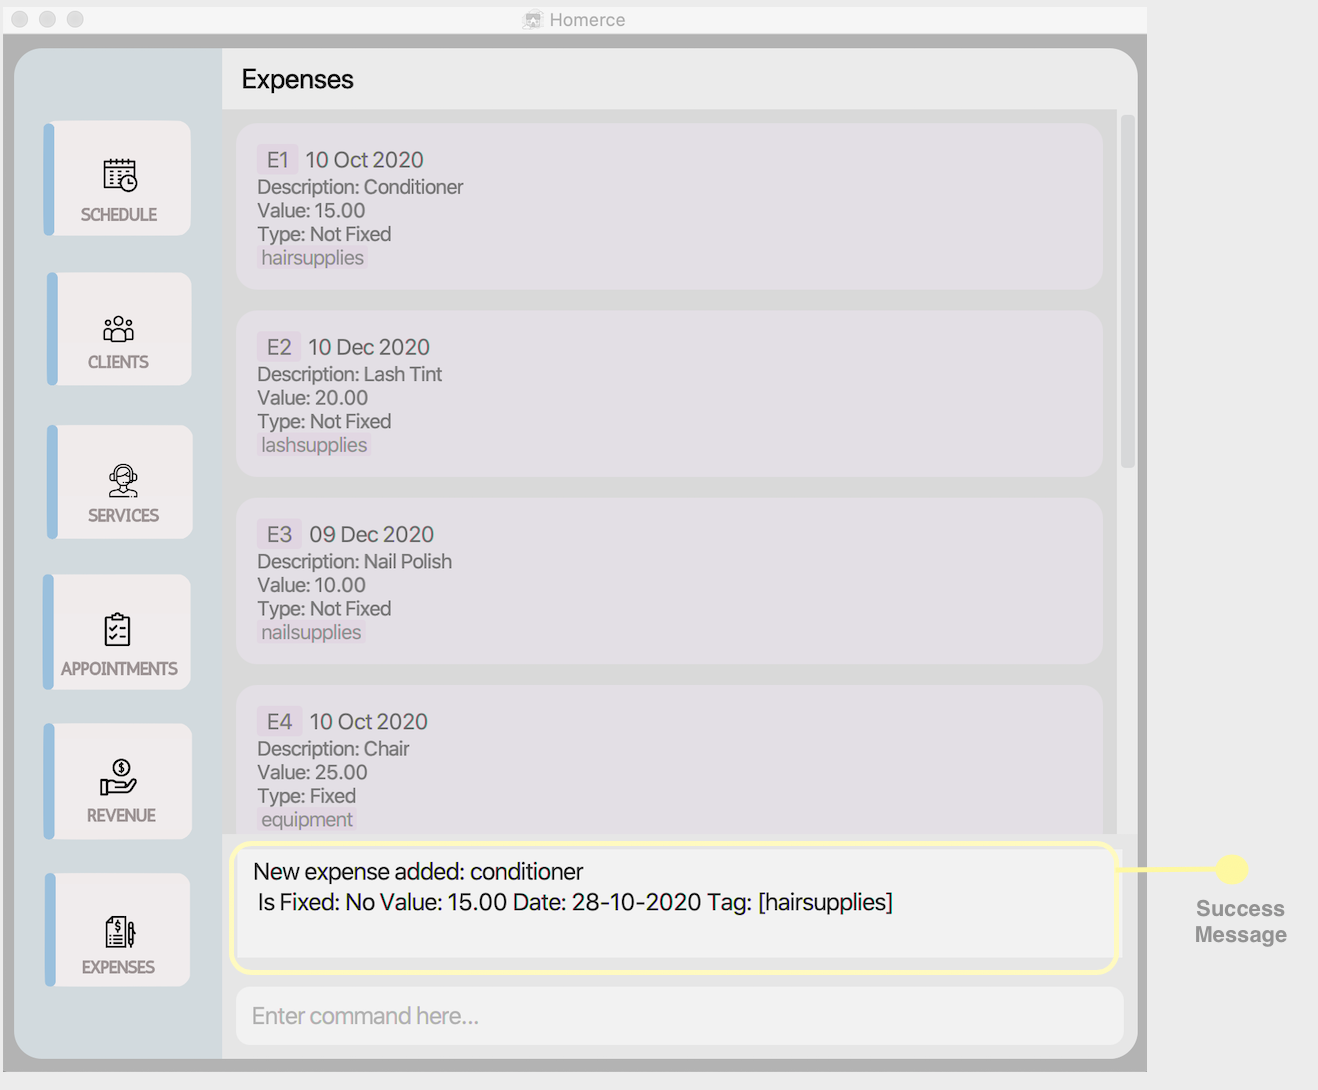 Homerce
Expenses
SCHEDULE
CLIENTS
SERVICES
APPOINTMENTS
REVENUE
EXPENSES
E1 10 Oct 2020
Description: Conditioner
Value: 15.00
Type: Not Fixed
hairsupplies
E2 10 Dec 2020
Description: Lash Tint
Value: 20.00
Type: Not Fixed
lashsupplies
E3 09 Dec 2020
Description: Nail Polish
Value: 10.00
Type: Not Fixed
nailsupplies
E4 10 Oct 2020
Description: Chair
Value: 25.00
Type: Fixed
equipment
New expense added: conditioner
Is Fixed: No Value: 15.00 Date: 28-10-2020 Tag: [hairsupplies]
Success
Message
Enter command here...